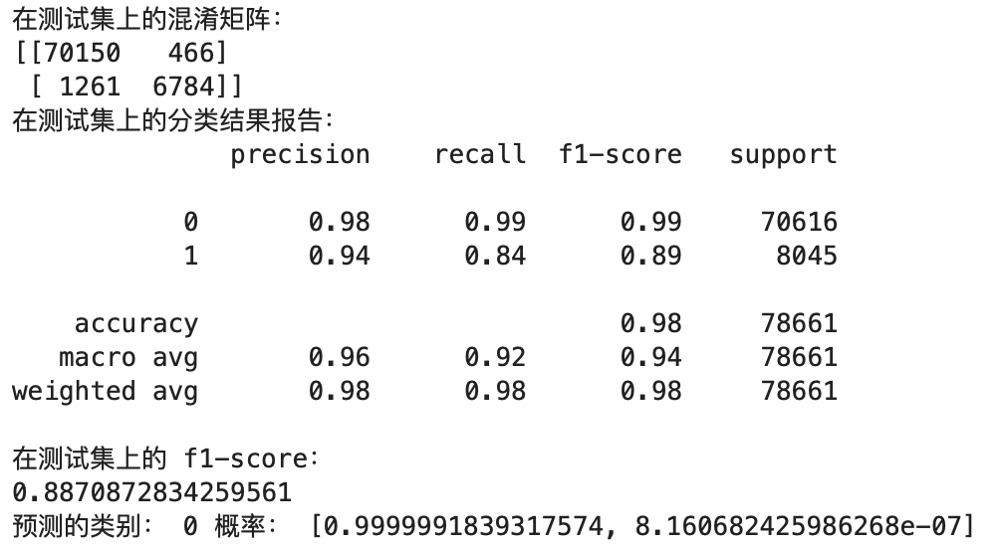 在测试集上的混淆矩阵：
[[70150   466]
 [ 1261  6784]]
在测试集上的分类结果报告：
              precision    recall  f1-score   support

           0       0.98      0.99      0.99     70616
           1       0.94      0.84      0.89      8045

    accuracy                           0.98     78661
   macro avg       0.96      0.92      0.94     78661
weighted avg       0.98      0.98      0.98     78661

在测试集上的 f1-score：
0.8870872834259561
预测的类别： 0 概率： [0.9999991839317574, 8.160682425986268e-07]